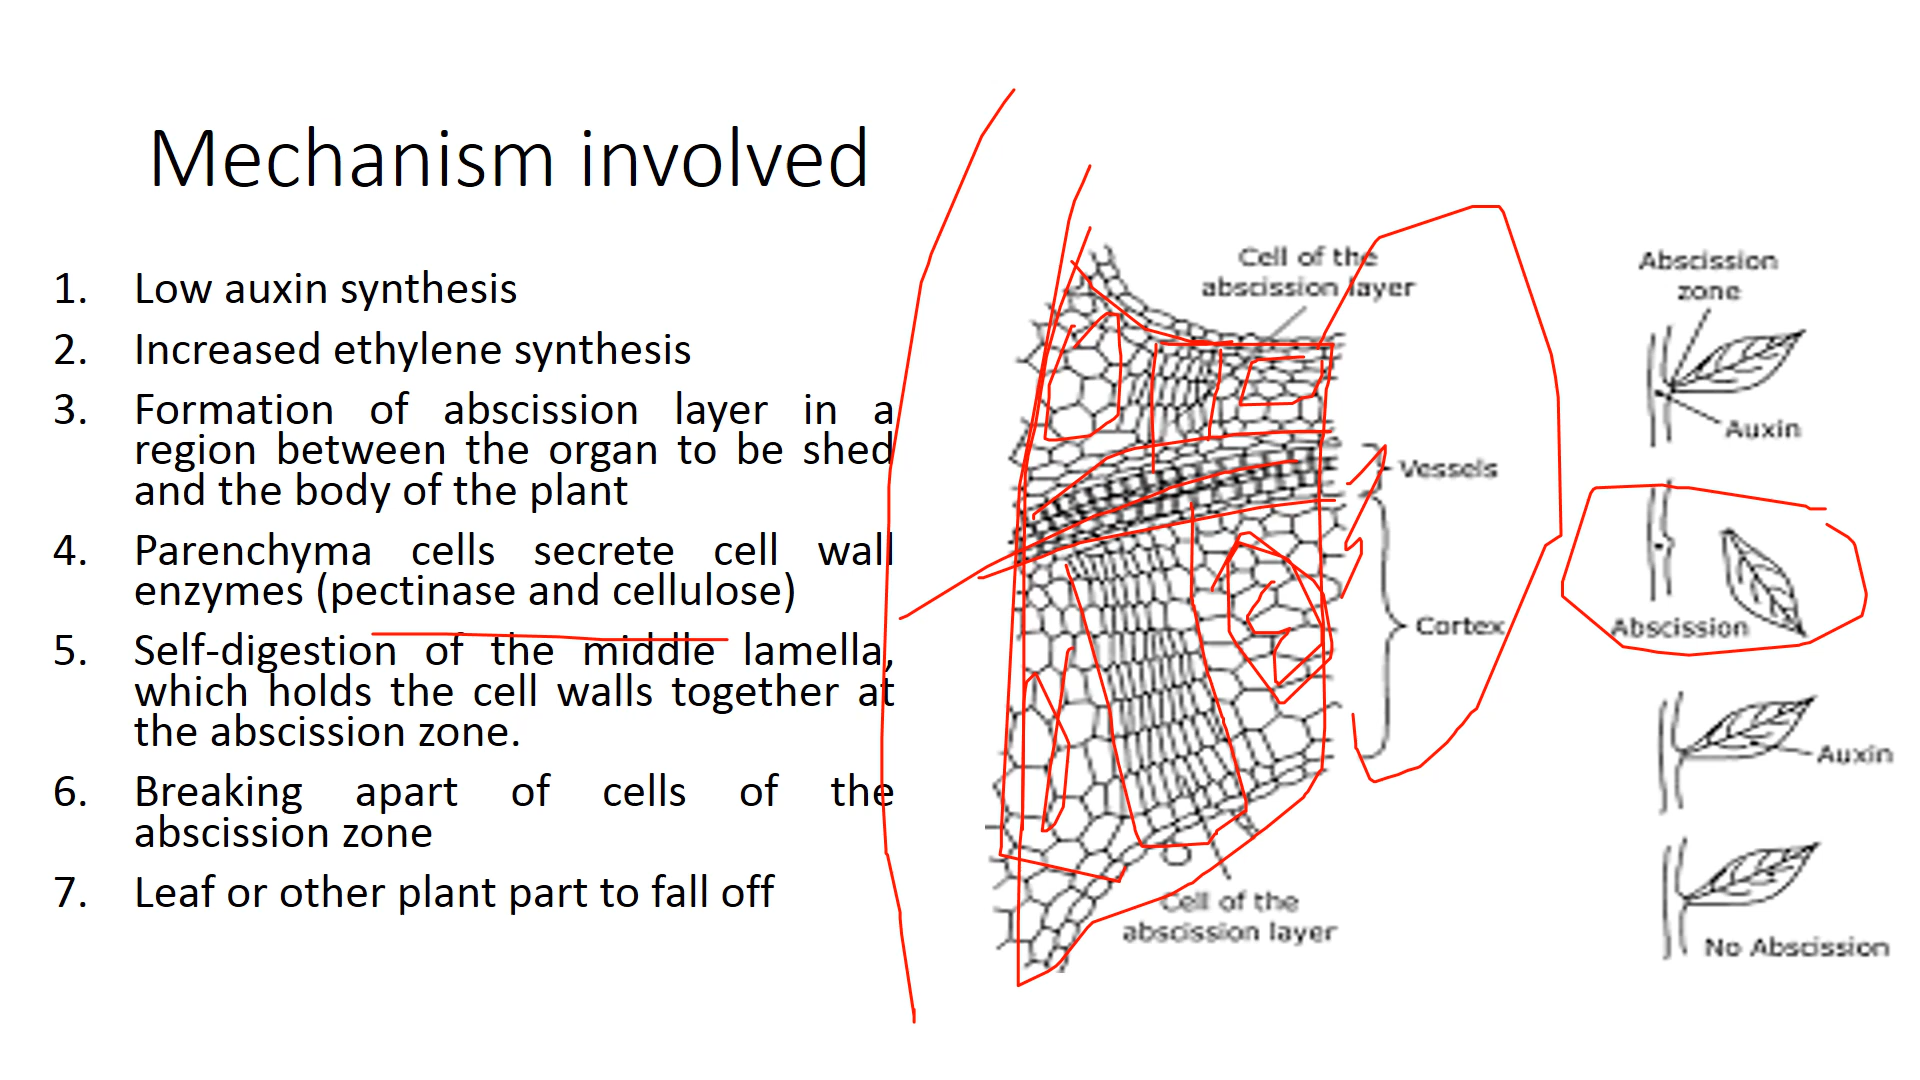 Mechanism involved
1. Low auxin synthesis
2. Increased ethylene synthesis
3. Formation of abscission layer in a
region between the organ to be shed
and the body of the plant
4. Parenchyma cells secrete cell wall
enzymes (pectinase and cellulose)
5. Self-digestion of the middle lamella,
which holds the cell walls together at
the abscission zone.
6. Breaking apart of cells of the
abscission zone
7. Leaf or other plant part to fall off
Cell of the
abscission layer
Vessels
Cortex
Cell of the
abscission layer
Abscission
zone
Auxin
Abscission
Auxin
No Abscission